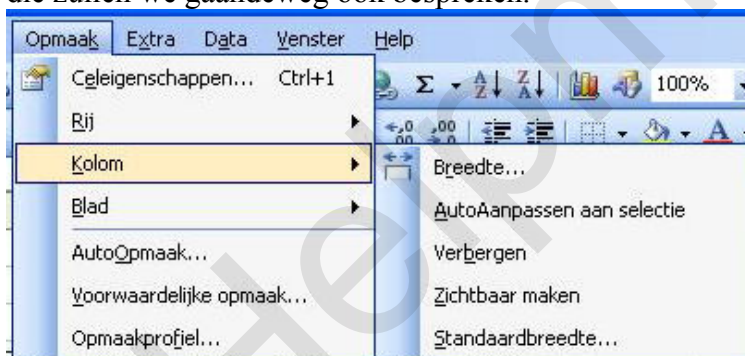 die zullen we gaandeweg ook bespreken.
Opmaak Extra Data Venster Help
Celeigenschappen... Ctrl+1
100%
Rij
Kolom
Breedte...
Blad
AutoAanpassen aan selectie
AutoOpmaak...
Verbergen
Voorwaardelijke opmaak...
Zichtbaar maken
Opmaakprofiel...
Standaardbreedte...